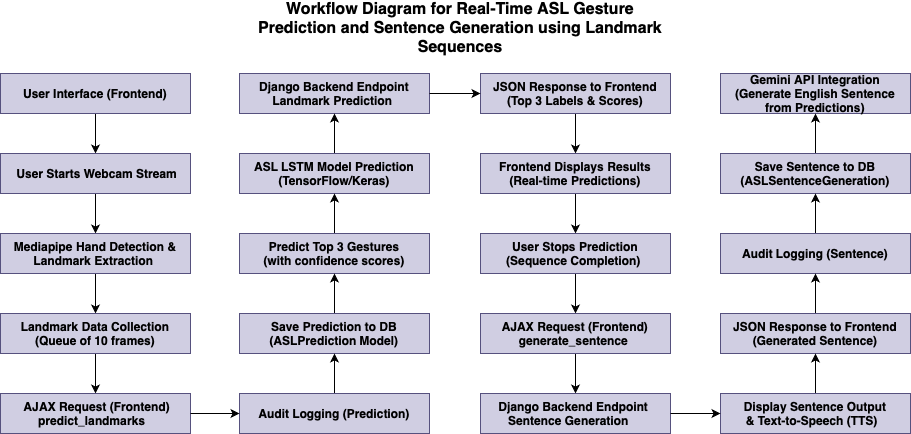 Workflow Diagram for Real-Time ASL Gesture
Prediction and Sentence Generation using Landmark
Sequences
User Interface (Frontend)
User Starts Webcam Stream
Mediapipe Hand Detection &
Landmark Extraction
Landmark Data Collection
(Queue of 10 frames)
AJAX Request (Frontend)
predict_landmarks
Django Backend Endpoint
Landmark Prediction
ASL LSTM Model Prediction
(TensorFlow/Keras)
Predict Top 3 Gestures
(with confidence scores)
Save Prediction to DB
(ASLPrediction Model)
Audit Logging (Prediction)
JSON Response to Frontend
(Top 3 Labels & Scores)
Frontend Displays Results
(Real-time Predictions)
User Stops Prediction
(Sequence Completion)
AJAX Request (Frontend)
generate_sentence
Django Backend Endpoint
Sentence Generation
Gemini API Integration
(Generate English Sentence
from Predictions)
Save Sentence to DB
(ASLSentenceGeneration)
Audit Logging (Sentence)
JSON Response to Frontend
(Generated Sentence)
Display Sentence Output
& Text-to-Speech (TTS)